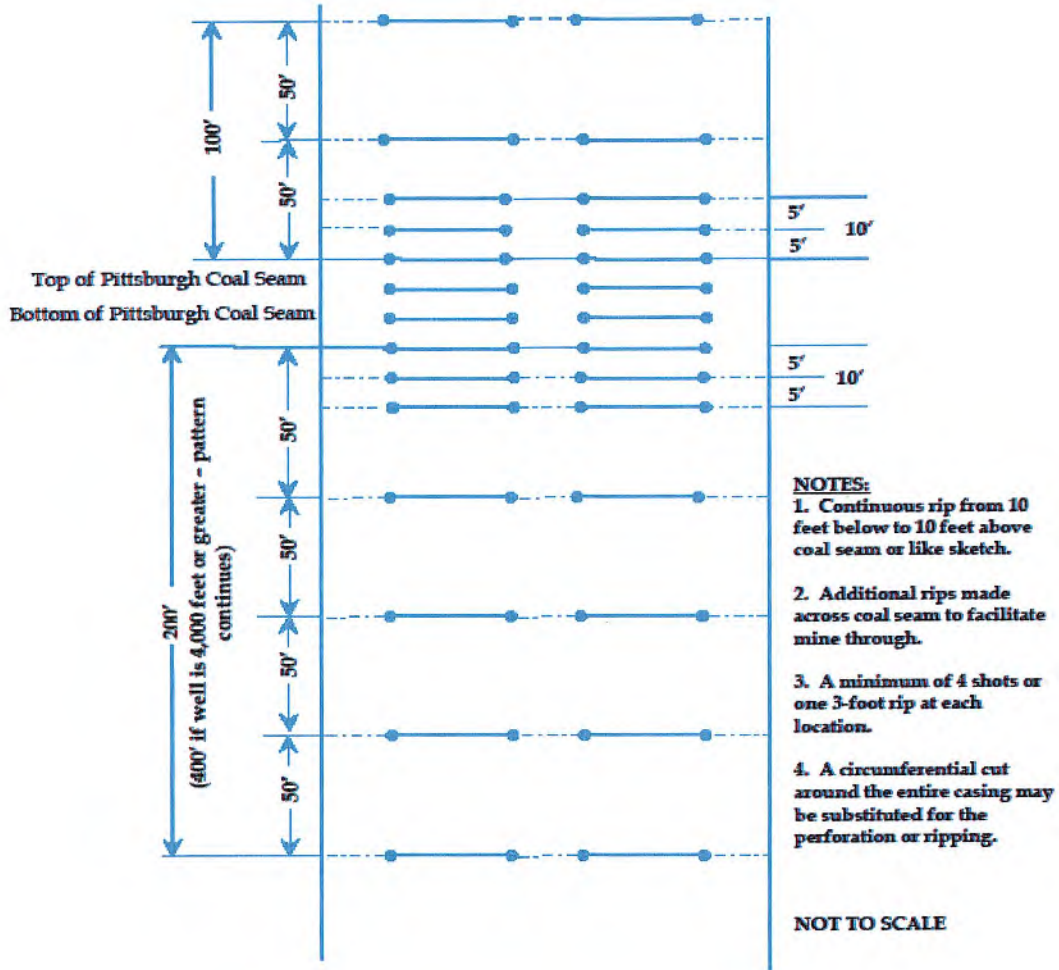 100'
50'
50'
5'
10'
5'
Top of Pittsburgh Coal Seam
Bottom of Pittsburgh Coal Seam
5'
10'
5'
200'
(400' if well is 4,000 feet or greater – pattern
continues)
50'
50'
50'
50'
NOTES:
1. Continuous rip from 10
feet below to 10 feet above
coal seam or like sketch.
2. Additional rips made
across coal seam to facilitate
mine through.
3. A minimum of 4 shots or
one 3-foot rip at each
location.
4. A circumferential cut
around the entire casing may
be substituted for the
perforation or ripping.
NOT TO SCALE